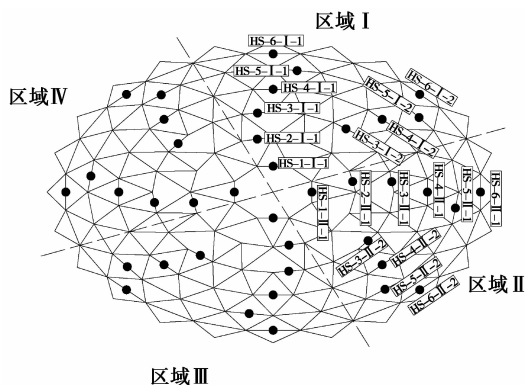 区域Ⅰ
HS-6-Ⅰ-1
HS-5-Ⅰ-1
HS-4-Ⅰ-1
HS-3-Ⅰ-1
HS-2-Ⅰ-1
HS-1-Ⅰ-1
HS-6-Ⅰ-2
HS-5-Ⅰ-2
HS-4-Ⅰ-2
HS-3-Ⅰ-2
区域Ⅳ
HS-1-Ⅱ-1
HS-2-Ⅱ-1
HS-3-Ⅱ-1
HS-4-Ⅱ-1
HS-5-Ⅱ-1
HS-6-Ⅱ-1
HS-3-Ⅱ-2
HS-4-Ⅱ-2
HS-5-Ⅱ-2
HS-6-Ⅱ-2
区域Ⅱ
区域Ⅲ